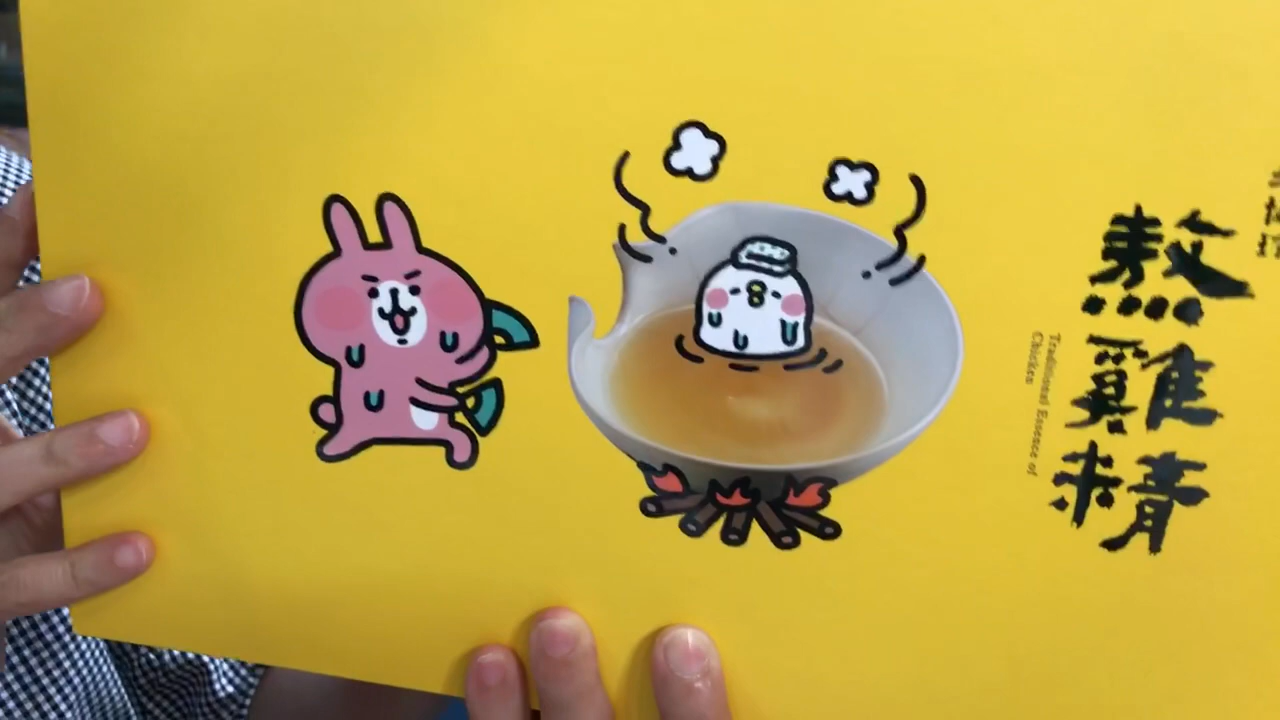 熬雞精
Traditional Essence of
Chicken